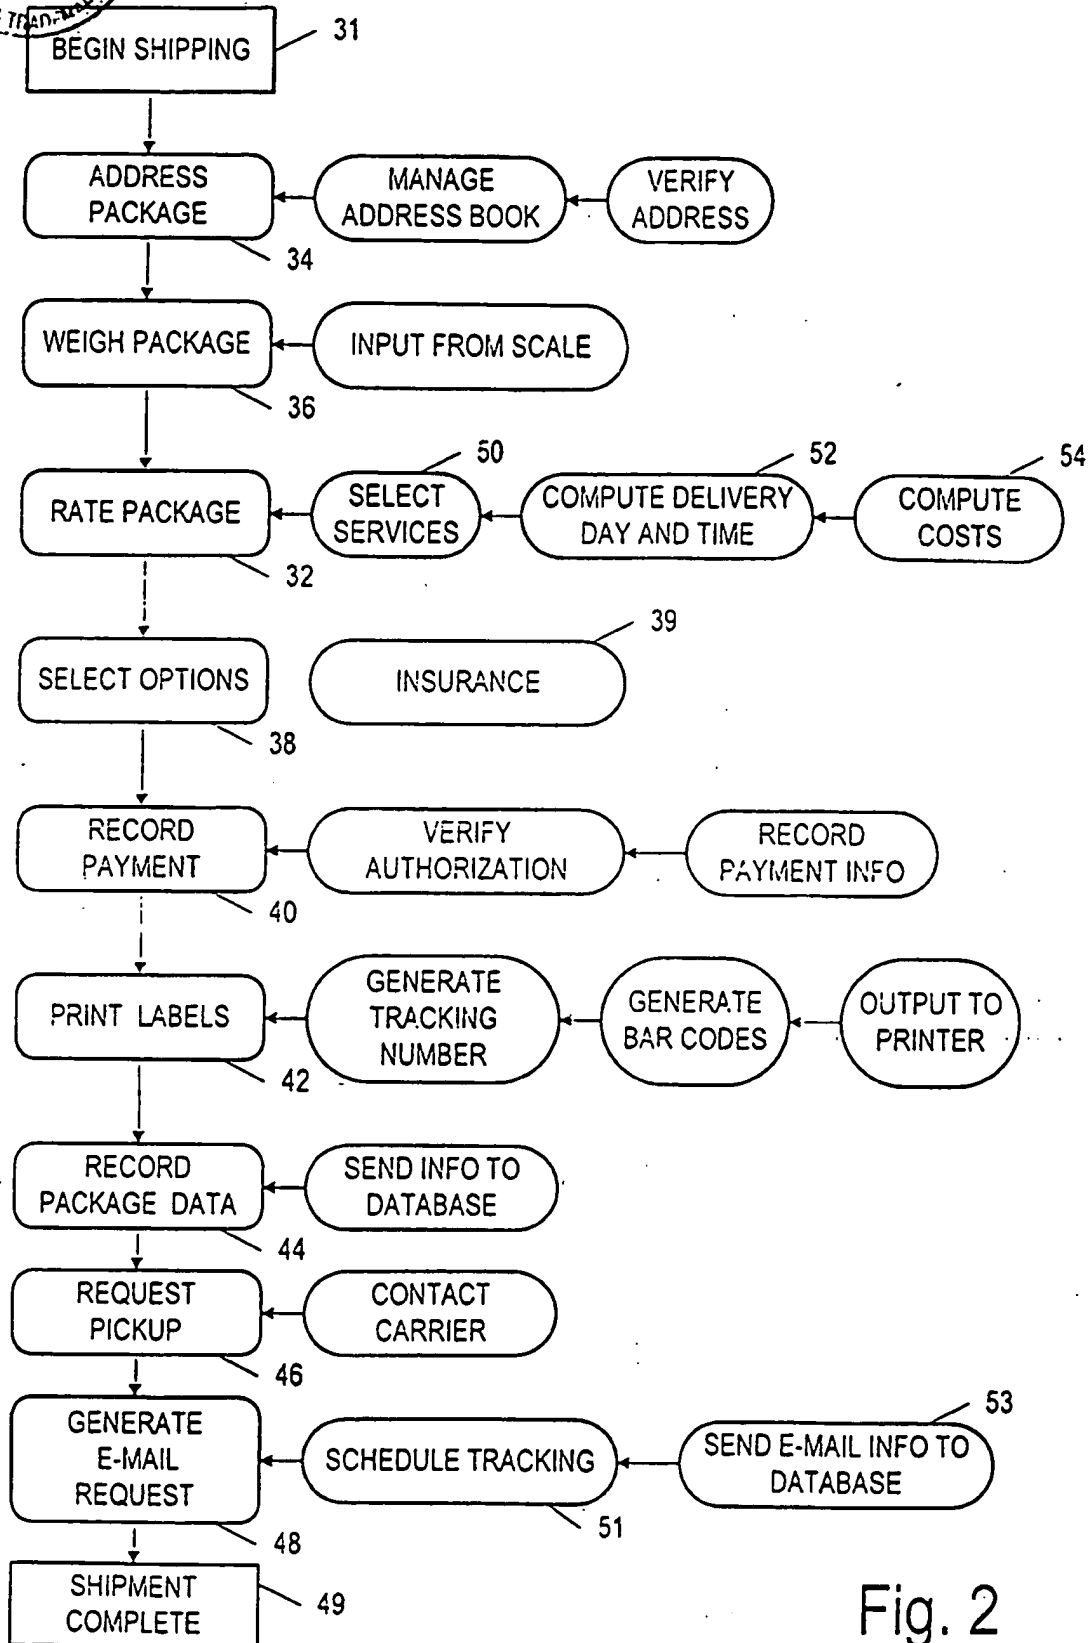 TRADEMA
BEGIN SHIPPING
31
ADDRESS
PACKAGE
34
MANAGE
ADDRESS BOOK
VERIFY
ADDRESS
WEIGH PACKAGE
36
INPUT FROM SCALE
RATE PACKAGE
32
SELECT
SERVICES
50
COMPUTE DELIVERY
DAY AND TIME
52
COMPUTE
COSTS
54
SELECT OPTIONS
38
INSURANCE
39
RECORD
PAYMENT
40
VERIFY
AUTHORIZATION
RECORD
PAYMENT INFO
PRINT LABELS
42
GENERATE
TRACKING
NUMBER
GENERATE
BAR CODES
OUTPUT TO
PRINTER
RECORD
PACKAGE DATA
44
SEND INFO TO
DATABASE
REQUEST
PICKUP
46
CONTACT
CARRIER
GENERATE
E-MAIL
REQUEST
48
SCHEDULE TRACKING
51
SEND E-MAIL INFO TO
DATABASE
53
SHIPMENT
COMPLETE
49
Fig. 2